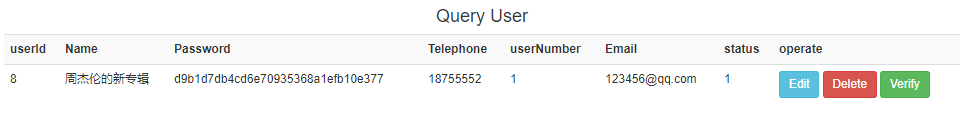 Query User
userId Name Password Telephone userNumber Email status operate
8 周杰伦的新专辑 d9b1d7db4cd6e70935368a1efb10e377 18755552 1 123456@qq.com 1 Edit Delete Verify